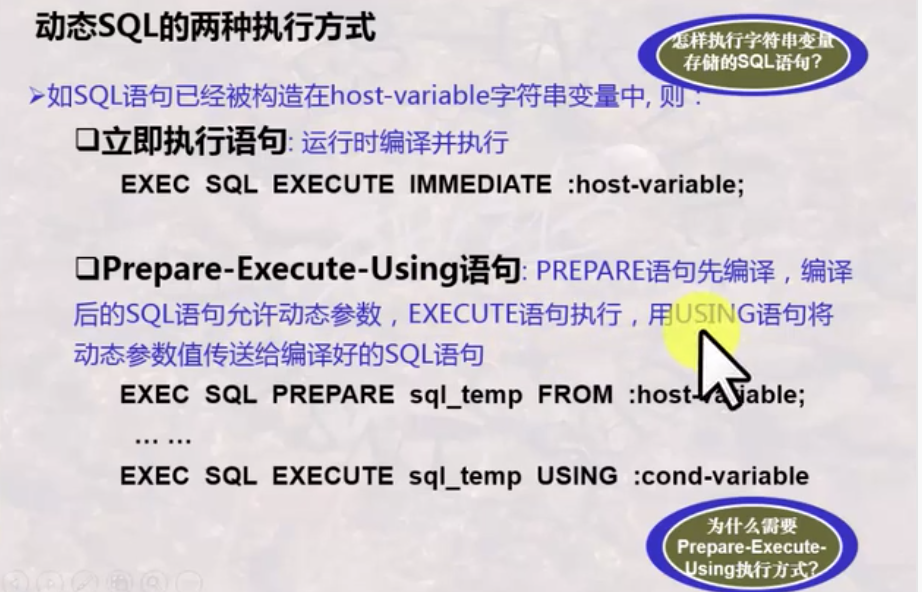 动态SQL的两种执行方式
怎样执行字符串变量
存储的SQL语句?
➢如SQL语句已经被构造在host-variable字符串变量中, 则：
❑立即执行语句: 运行时编译并执行
EXEC SQL EXECUTE IMMEDIATE :host-variable;
❑Prepare-Execute-Using语句: PREPARE语句先编译，编译
后的SQL语句允许动态参数，EXECUTE语句执行，用USING语句将
动态参数值传送给编译好的SQL语句
EXEC SQL PREPARE sql_temp FROM :host-variable;
... ...
EXEC SQL EXECUTE sql_temp USING :cond-variable
为什么需要
Prepare-Execute-
Using执行方式?